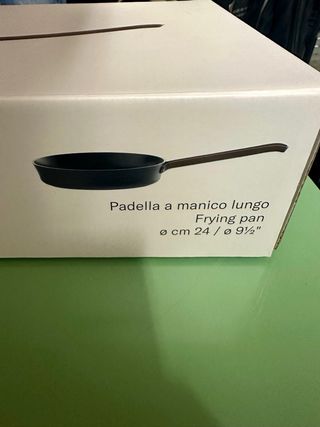 Padella a manico lungo
Frying pan
ø cm 24 / ø 9½"